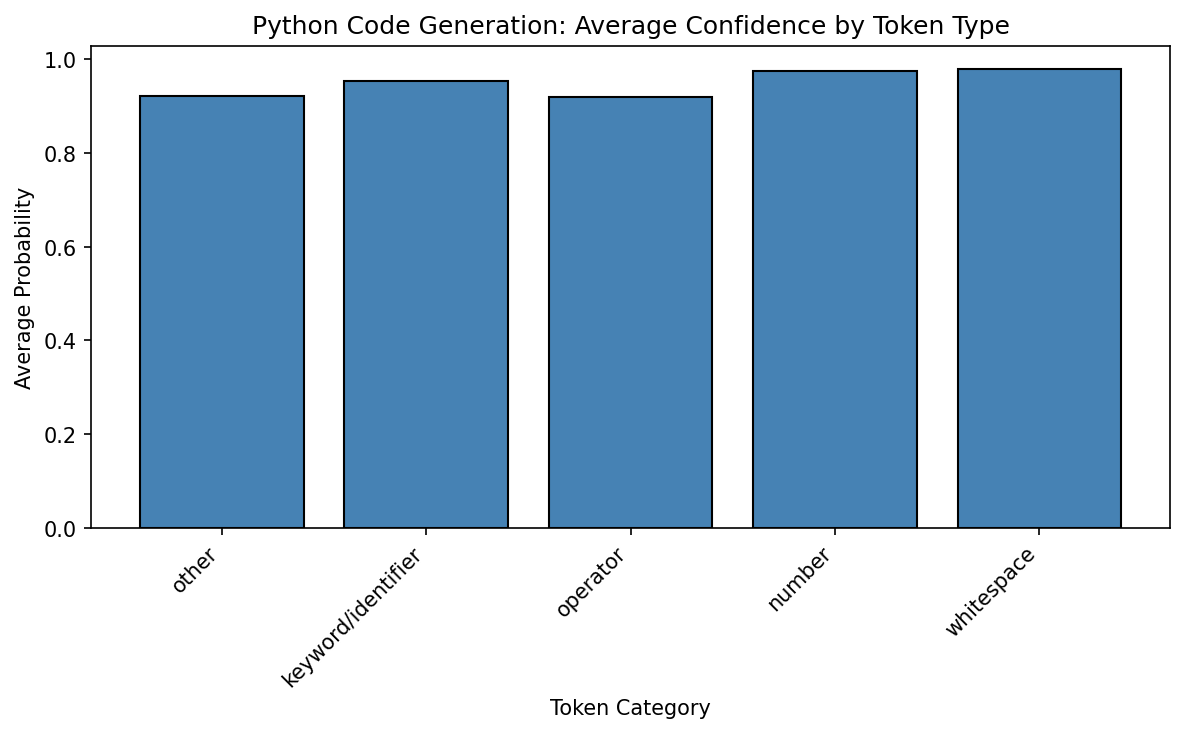 Python Code Generation: Average Confidence by Token Type
Average Probability
1.0
0.8
0.6
0.4
0.2
0.0
other
keyword/identifier
operator
number
whitespace
Token Category